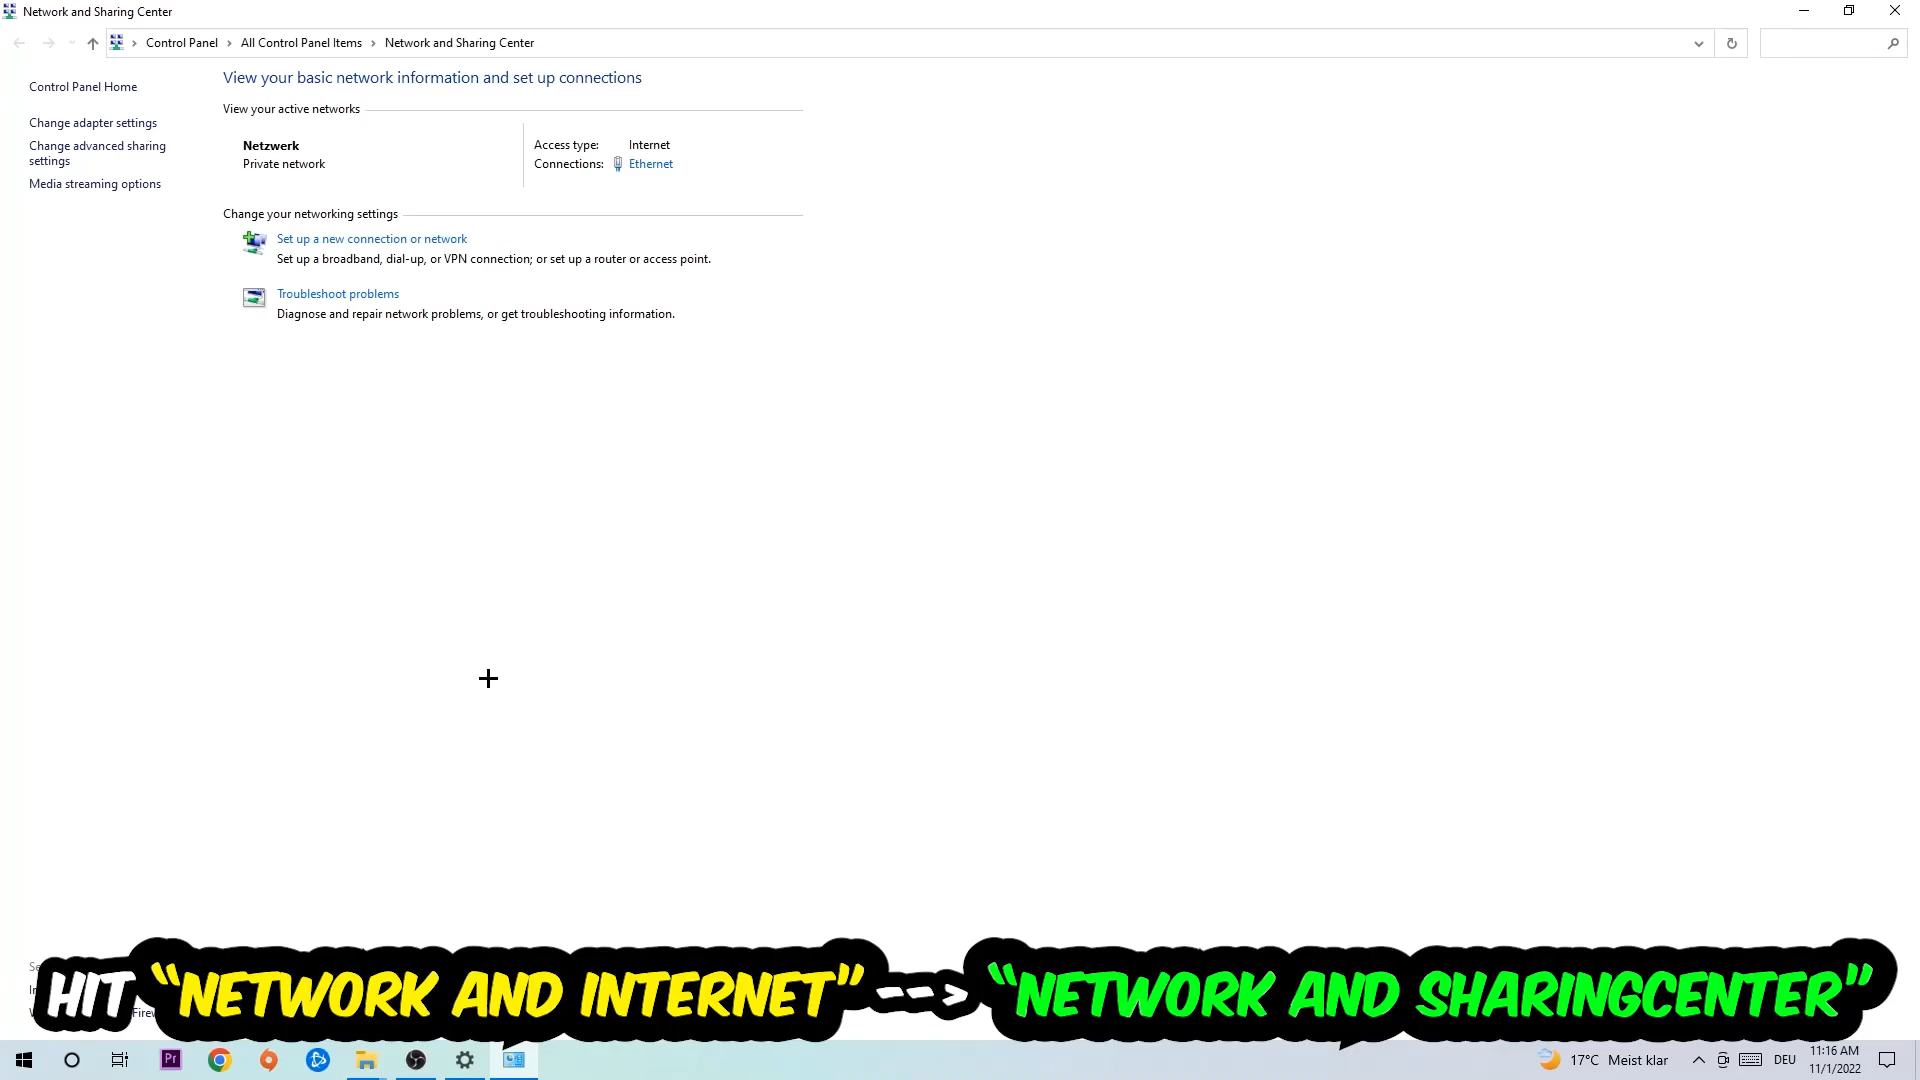 Network and Sharing Center
Control Panel › All Control Panel Items › Network and Sharing Center
Control Panel Home
Change adapter settings
Change advanced sharing
settings
Media streaming options
View your basic network information and set up connections
View your active networks
Netzwerk
Private network
Access type: Internet
Connections: Ethernet
Change your networking settings
Set up a new connection or network
Set up a broadband, dial-up, or VPN connection; or set up a router or access point.
Troubleshoot problems
Diagnose and repair network problems, or get troubleshooting information.
HIT “NETWORK AND INTERNET” ---> “NETWORK AND SHARINGCENTER”
Pr
17°C Meist klar
DEU
11:16 AM
11/1/2022